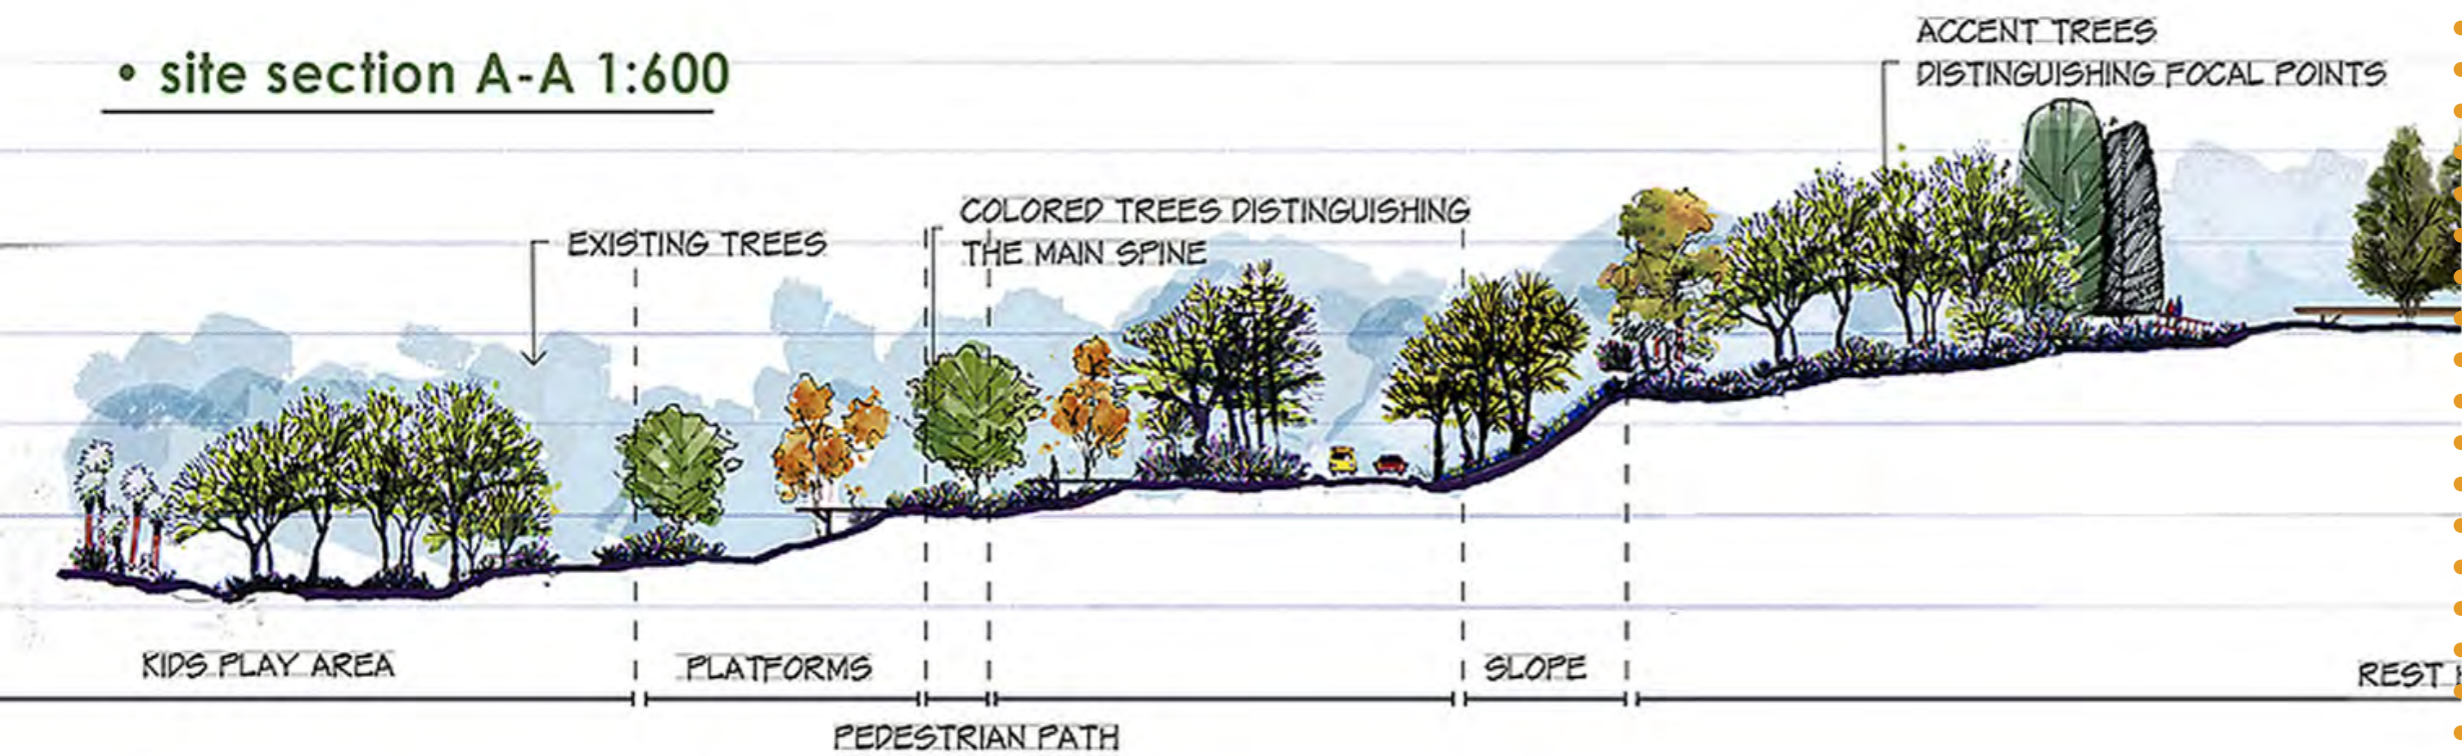 • site section A-A 1:600
ACCENT TREES
DISTINGUISHING FOCAL POINTS
COLORED TREES DISTINGUISHING
THE MAIN SPINE
EXISTING TREES
KIDS PLAY AREA
PLATFORMS
SLOPE
REST
PEDESTRIAN PATH